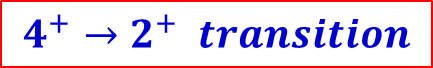 4⁺ → 2⁺ transition